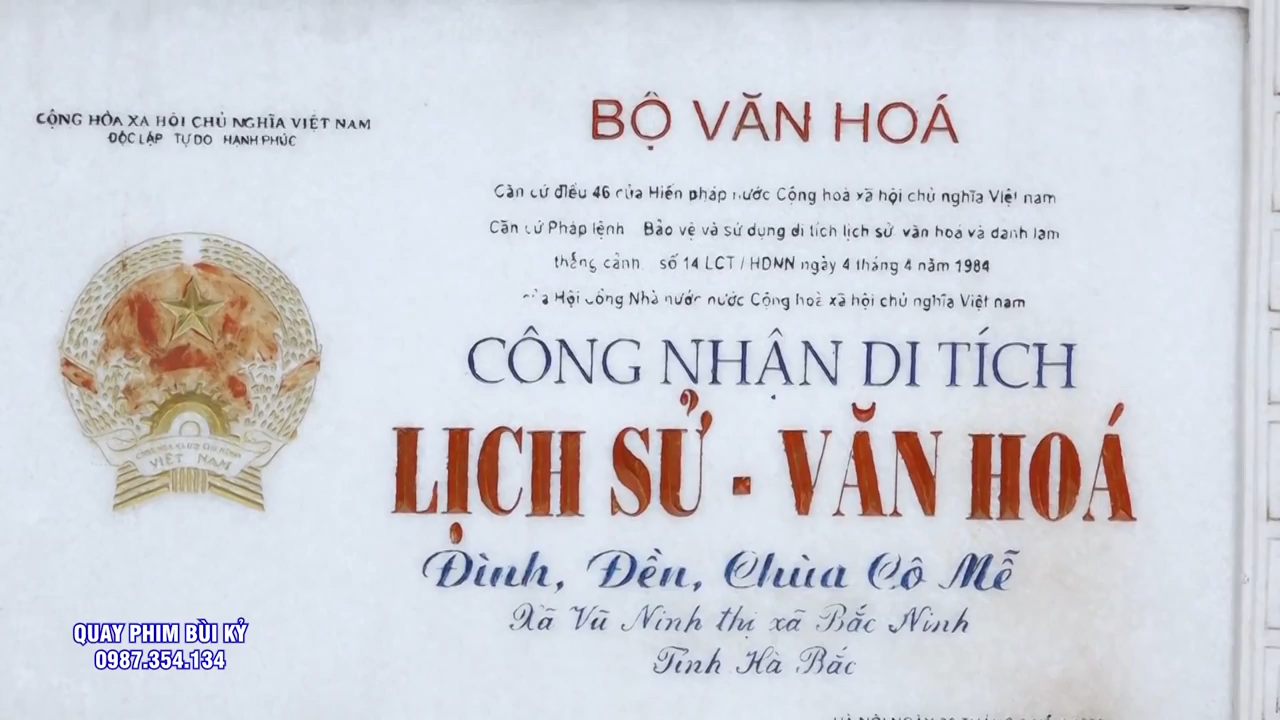 CỘNG HÒA XA HỘI CHỦ NGHĨA VIỆT NAM
ĐỘC LẬP TỰ DO HẠNH PHÚC
BỘ VĂN HOÁ
Căn cứ điều 46 của Hiến pháp nước Cộng hoà xã hội chủ nghĩa Việt nam
Căn cứ Pháp lệnh Bảo vệ và sử dụng di tích lịch sử văn hoá và danh lam
thắng cảnh số 14 LCT / HDNN ngày 4 tháng 4 năm 1984
của Hội đồng Nhà nước nước Cộng hoà xã hội chủ nghĩa Việt nam
CÔNG NHẬN DI TÍCH
LỊCH SỬ - VĂN HOÁ
Đình, Đền, Chùa Cô Mễ
Xã Vũ Ninh thị xã Bắc Ninh
Tỉnh Hà Bắc
VIỆT NAM
QUAY PHIM BÙI KỶ
0987.354.134